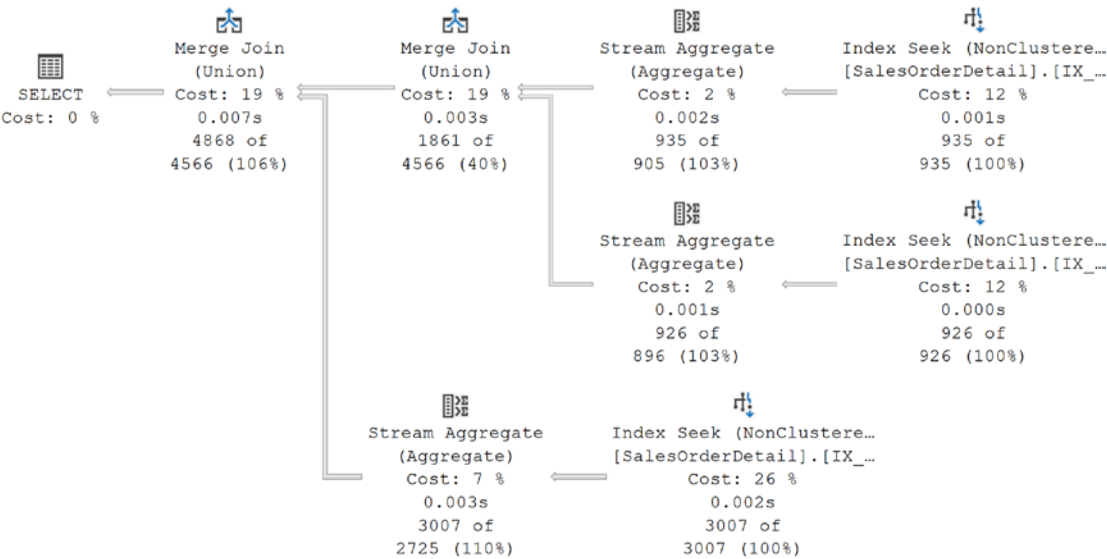 SELECT
Cost: 0 %
Merge Join
(Union)
Cost: 19 %
0.007s
4868 of
4566 (106%)
Merge Join
(Union)
Cost: 19 %
0.003s
1861 of
4566 (40%)
Stream Aggregate
(Aggregate)
Cost: 2 %
0.002s
935 of
905 (103%)
Index Seek (NonClustere…
[SalesOrderDetail].[IX_…
Cost: 12 %
0.001s
935 of
935 (100%)
Stream Aggregate
(Aggregate)
Cost: 2 %
0.001s
926 of
896 (103%)
Index Seek (NonClustere…
[SalesOrderDetail].[IX_…
Cost: 12 %
0.000s
926 of
926 (100%)
Stream Aggregate
(Aggregate)
Cost: 7 %
0.003s
3007 of
2725 (110%)
Index Seek (NonClustere…
[SalesOrderDetail].[IX_…
Cost: 26 %
0.002s
3007 of
3007 (100%)